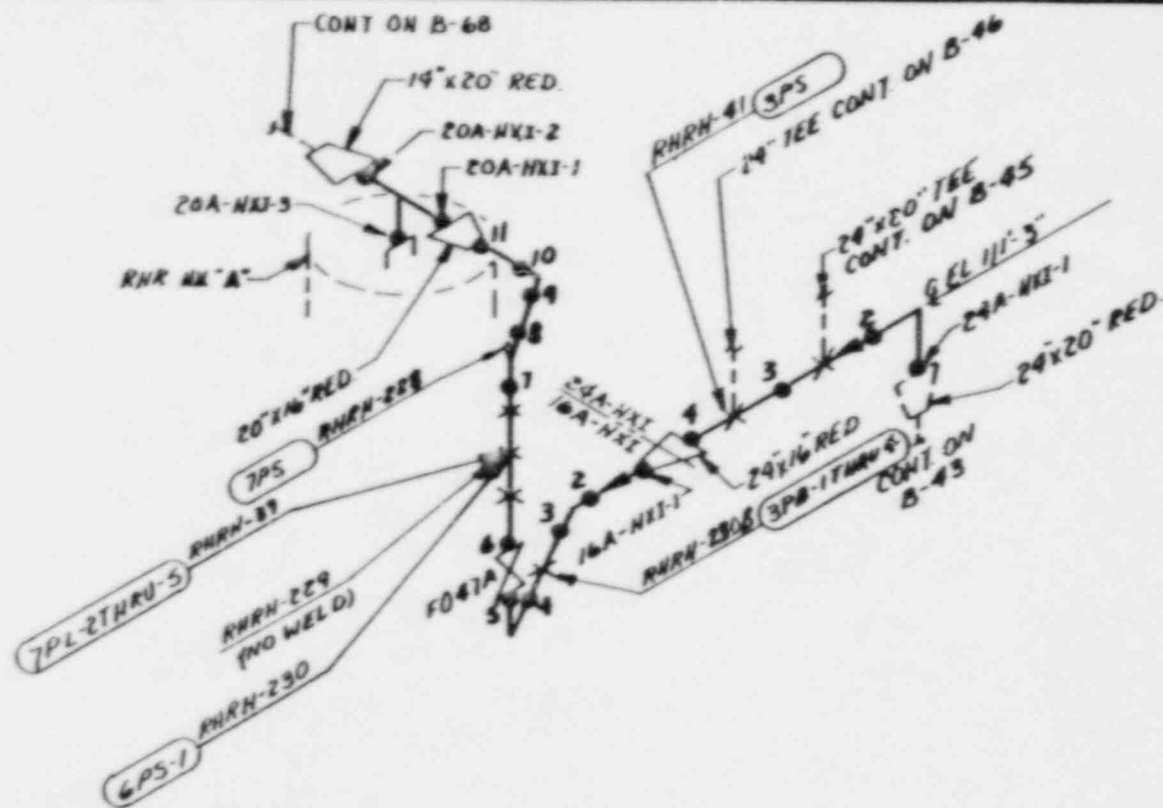 CONT ON B-68
14"x20" RED.
20A-HXI-2
20A-HXI-1
20A-HXI-3
RHR HX "A"
11
10
9
8
7
20"x16" RED
7PS
RHRH-228
7PL-2THRU-5
RHRH-
RHRH-229
(NO WELD)
6PS-1
RHRH-230
6
F047A
5
4
3
2
16A-HXI-1
24A-HXI
16A-HXI
24"x16" RED
RHRH-230B
3PB-1THRU
4
3
2
RHRH-41
3PS
24" TEE CONT. ON B-46
24"x20" TEE
CONT. ON B-45
EL 111'-3"
24A-HXI-1
24"x20" RED.
CONT ON
B-43